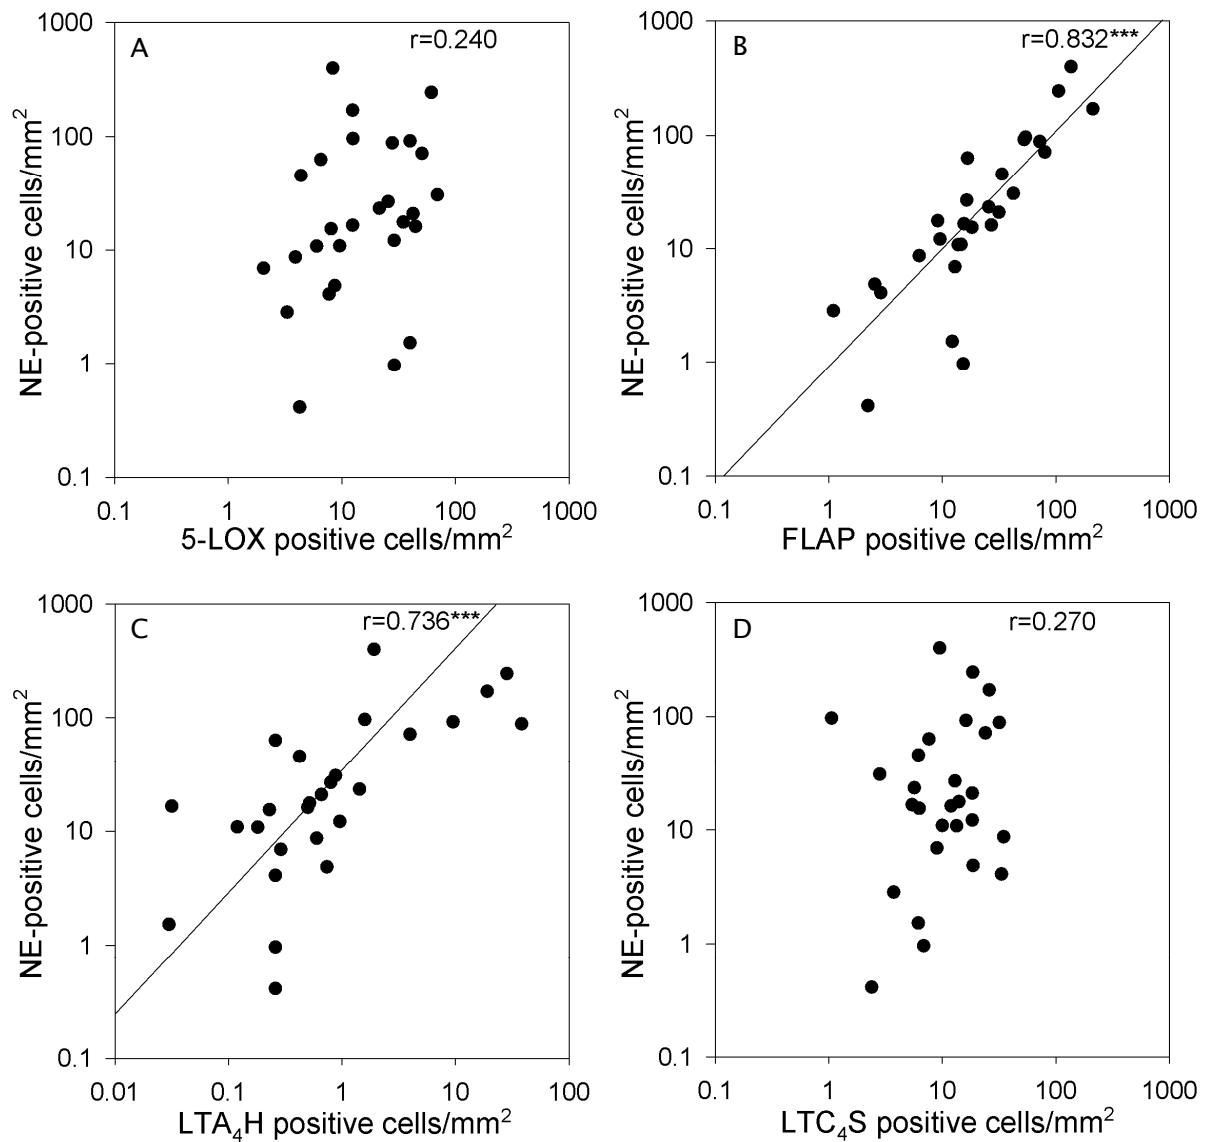 A
r=0.240
1000
100
10
1
0.1
NE-positive cells/mm²
0.1 1 10 100 1000
5-LOX positive cells/mm²
B
r=0.832***
1000
100
10
1
0.1
NE-positive cells/mm²
0.1 1 10 100 1000
FLAP positive cells/mm²
C
r=0.736***
1000
100
10
1
0.1
NE-positive cells/mm²
0.01 0.1 1 10 100
LTA₄H positive cells/mm²
D
r=0.270
1000
100
10
1
0.1
NE-positive cells/mm²
0.1 1 10 100 1000
LTC₄S positive cells/mm²